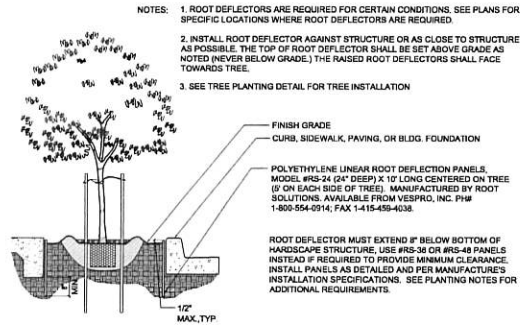 NOTES: 1. ROOT DEFLECTORS ARE REQUIRED FOR CERTAIN CONDITIONS, SEE PLANS FOR
SPECIFIC LOCATIONS WHERE ROOT DEFLECTORS ARE REQUIRED.
2. INSTALL ROOT DEFLECTOR AGAINST STRUCTURE OR AS CLOSE TO STRUCTURE
AS POSSIBLE. THE TOP OF ROOT DEFLECTOR SHALL BE SET ABOVE GRADE AS
NOTED (NEVER BELOW GRADE.) THE RAISED ROOT DEFLECTORS SHALL FACE
TOWARDS TREE.
3. SEE TREE PLANTING DETAIL FOR TREE INSTALLATION
FINISH GRADE
CURB, SIDEWALK, PAVING, OR BLDG. FOUNDATION
POLYETHYLENE LINEAR ROOT DEFLECTION PANELS,
MODEL #RS-24 (24" DEEP) X 10' LONG CENTERED ON TREE
(5' ON EACH SIDE OF TREE). MANUFACTURED BY ROOT
SOLUTIONS. AVAILABLE FROM VESPRO, INC. PH#
1-800-554-0914; FAX 1-415-459-4038.
ROOT DEFLECTOR MUST EXTEND 8" BELOW BOTTOM OF
HARDSCAPE STRUCTURE, USE #RS-36 OR #RS-48 PANELS
INSTEAD IF REQUIRED TO PROVIDE MINIMUM CLEARANCE.
INSTALL PANELS AS DETAILED AND PER MANUFACTURE'S
INSTALLATION SPECIFICATIONS. SEE PLANTING NOTES FOR
ADDITIONAL REQUIREMENTS.
8"
MIN.
1/2"
MAX.,TYP.